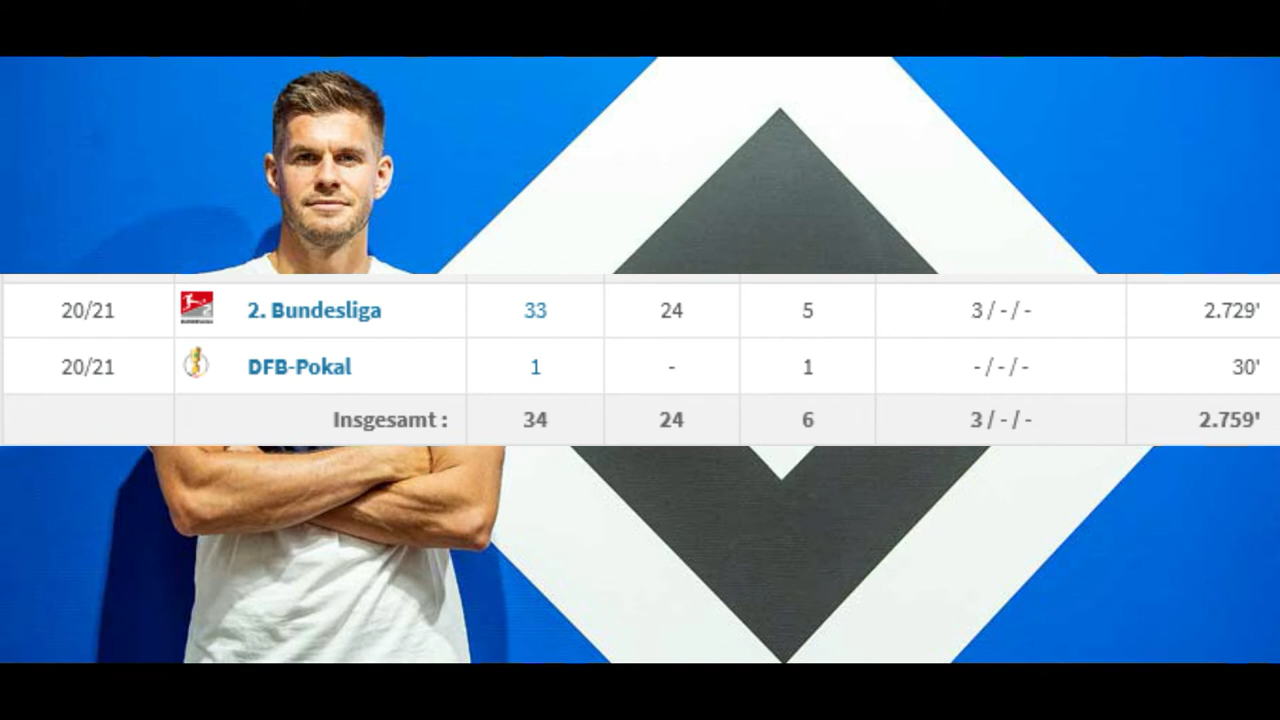 20/21 2. Bundesliga 33 24 5 3 / - / - 2.729'
20/21 DFB-Pokal 1 - 1 - / - / - 30'
Insgesamt : 34 24 6 3 / - / - 2.759'